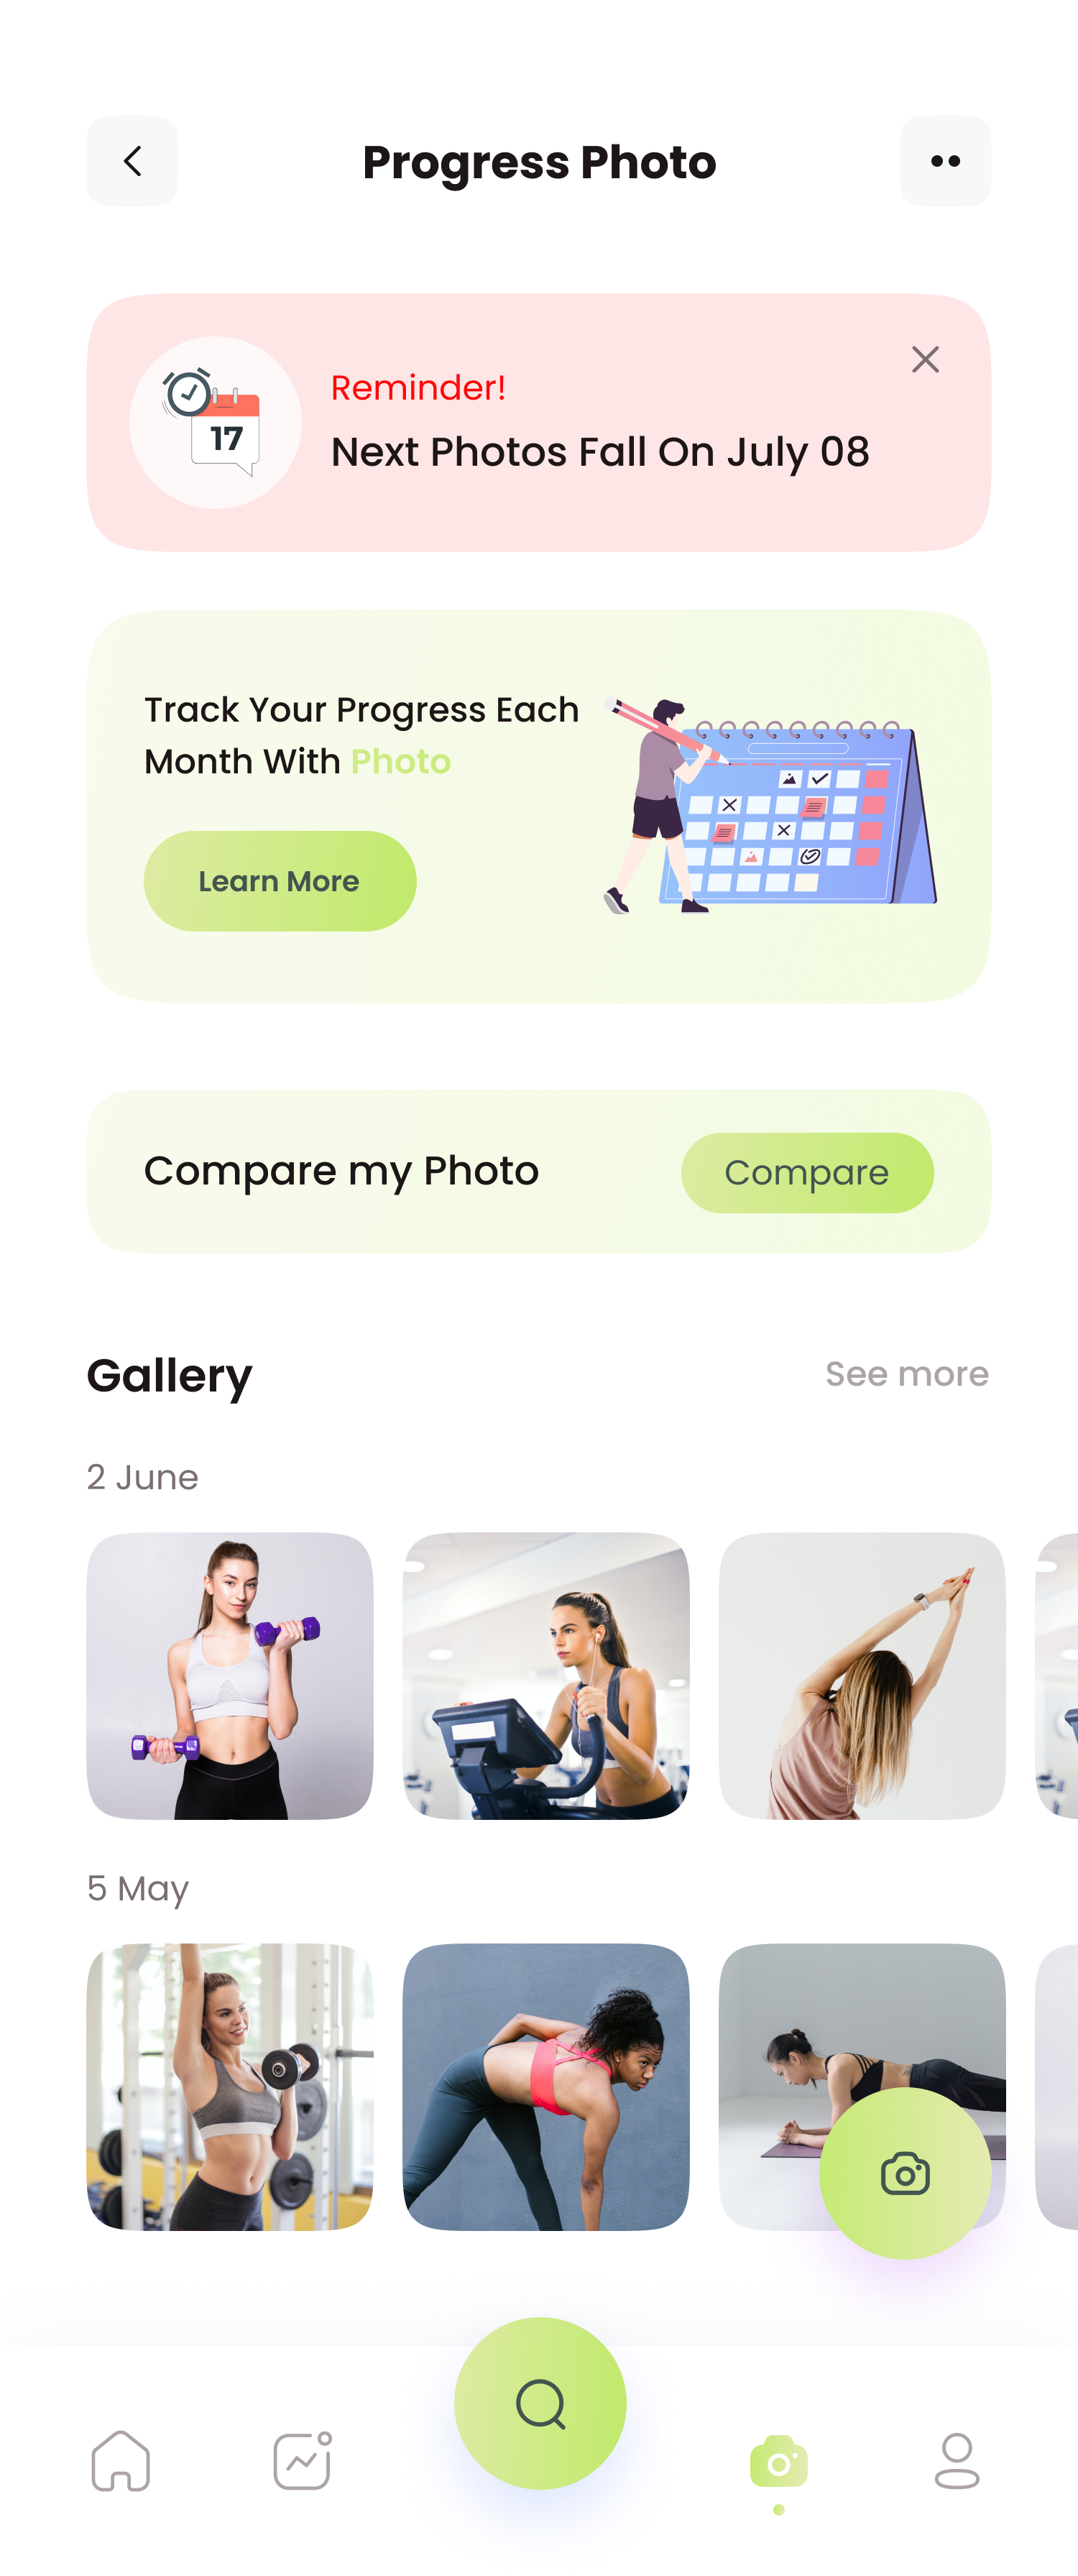 Progress Photo
Reminder!
17
Next Photos Fall On July 08
Track Your Progress Each
Month With Photo
Learn More
Compare my Photo
Compare
Gallery
See more
2 June
5 May